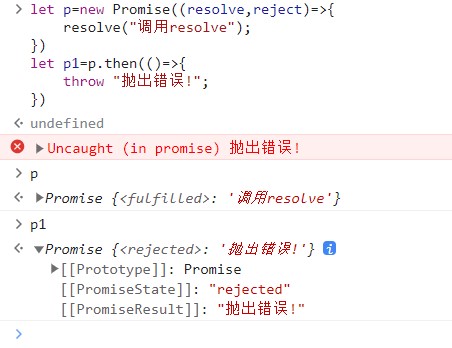 let p=new Promise((resolve,reject)=>{
resolve("调用resolve");
})
let p1=p.then(()=>{
throw "抛出错误!";
})
undefined
Uncaught (in promise) 抛出错误!
p
Promise {<fulfilled>: '调用resolve'}
p1
Promise {<rejected>: '抛出错误!'}
[[Prototype]]: Promise
[[PromiseState]]: "rejected"
[[PromiseResult]]: "抛出错误!"